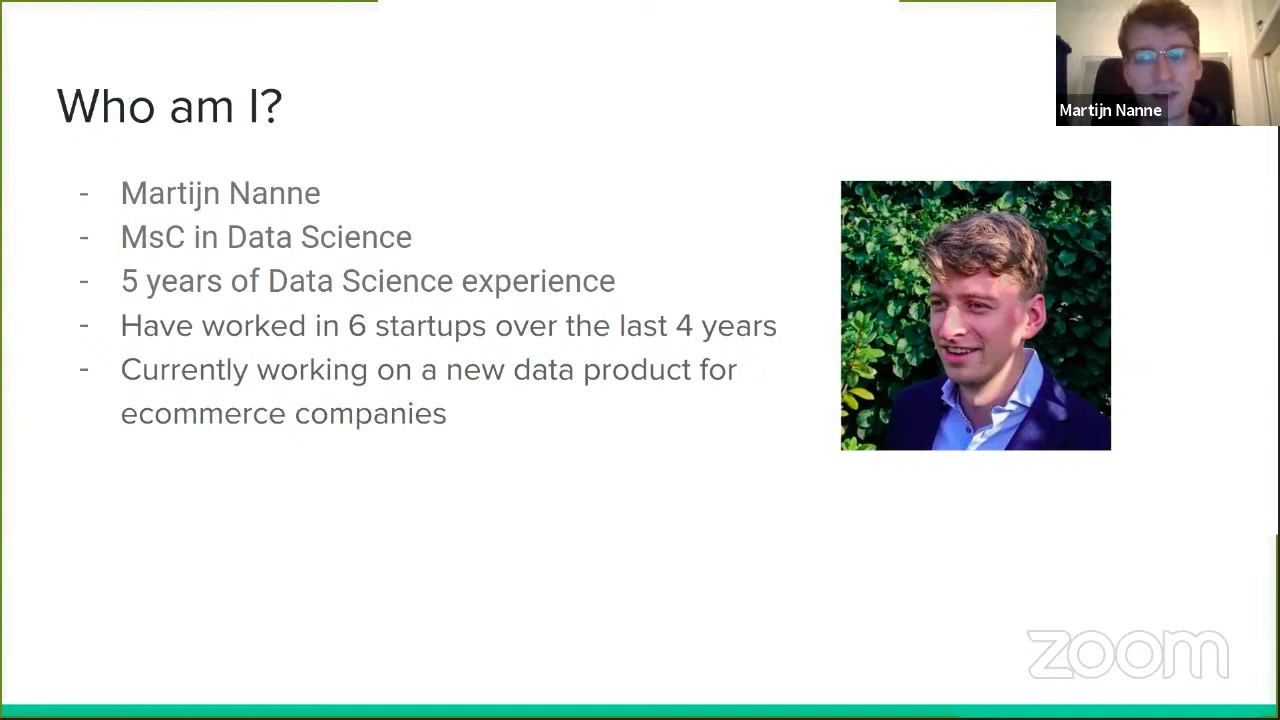 Who am I?
- Martijn Nanne
- MsC in Data Science
- 5 years of Data Science experience
- Have worked in 6 startups over the last 4 years
- Currently working on a new data product for
ecommerce companies
Martijn Nanne
zoom